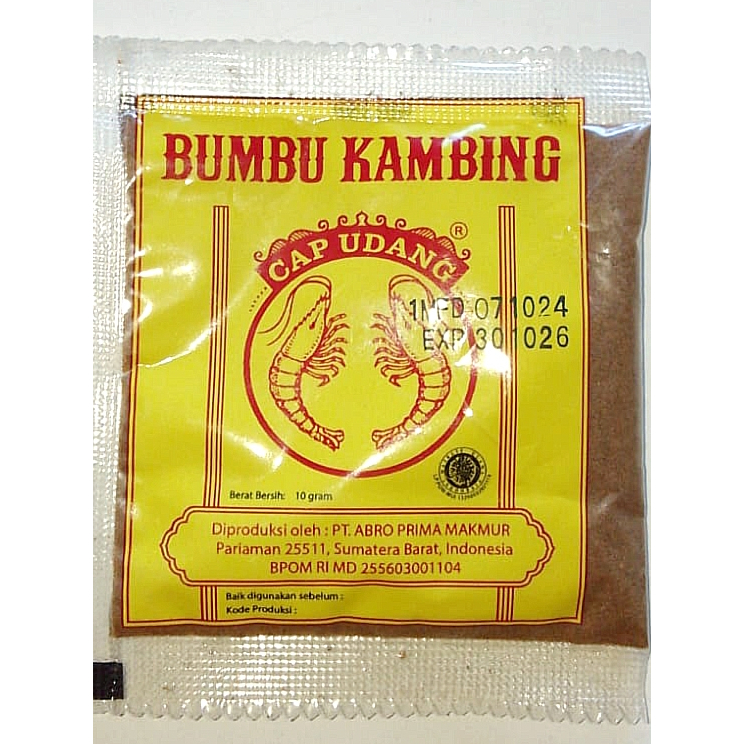 BUMBU KAMBING
CAP UDANG ®
1MFD 071024
EXP 301026
Berat Bersih: 10 gram
Diproduksi oleh : PT. ABRO PRIMA MAKMUR
Pariaman 25511, Sumatera Barat, Indonesia
BPOM RI MD 255603001104
Baik digunakan sebelum :
Kode Produksi :